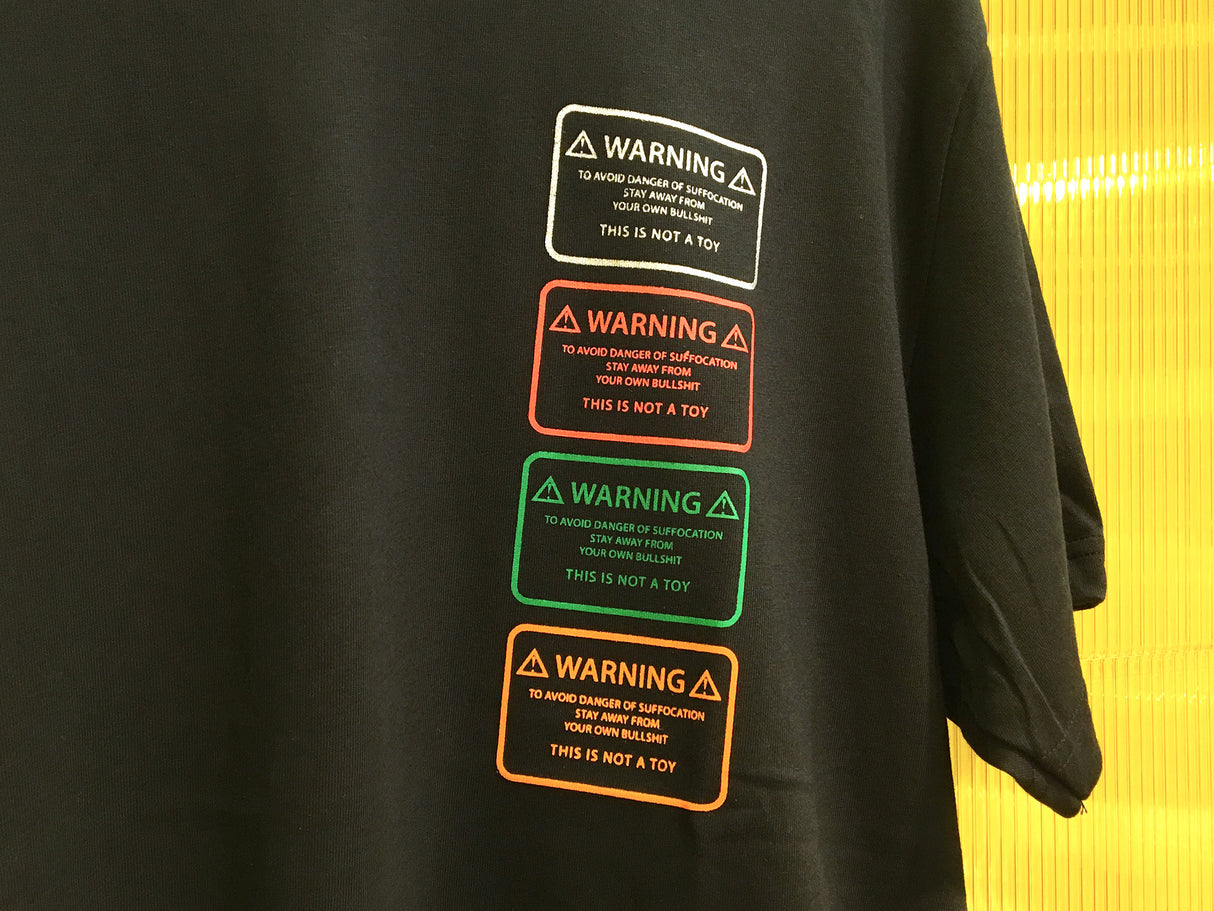 WARNING
TO AVOID DANGER OF SUFFOCATION
STAY AWAY FROM
YOUR OWN BULLSHIT
THIS IS NOT A TOY
WARNING
TO AVOID DANGER OF SUFFOCATION
STAY AWAY FROM
YOUR OWN BULLSHIT
THIS IS NOT A TOY
WARNING
TO AVOID DANGER OF SUFFOCATION
STAY AWAY FROM
YOUR OWN BULLSHIT
THIS IS NOT A TOY
WARNING
TO AVOID DANGER OF SUFFOCATION
STAY AWAY FROM
YOUR OWN BULLSHIT
THIS IS NOT A TOY